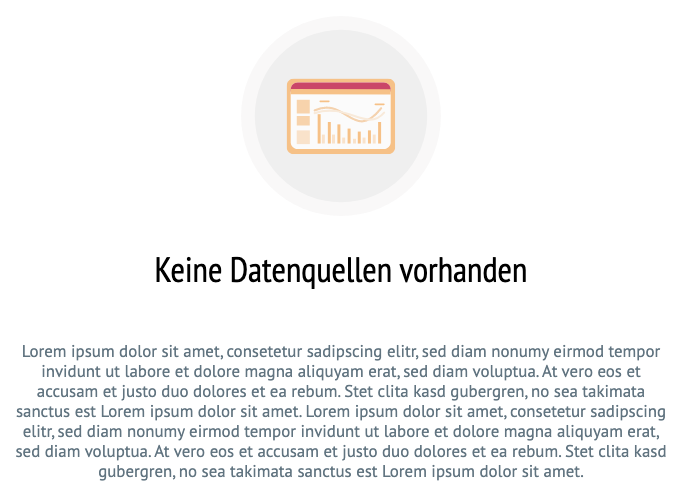 Keine Datenquellen vorhanden
Lorem ipsum dolor sit amet, consetetur sadipscing elitr, sed diam nonumy eirmod tempor
invidunt ut labore et dolore magna aliquyam erat, sed diam voluptua. At vero eos et
accusam et justo duo dolores et ea rebum. Stet clita kasd gubergren, no sea takimata
sanctus est Lorem ipsum dolor sit amet. Lorem ipsum dolor sit amet, consetetur sadipscing
elitr, sed diam nonumy eirmod tempor invidunt ut labore et dolore magna aliquyam erat,
sed diam voluptua. At vero eos et accusam et justo duo dolores et ea rebum. Stet clita kasd
gubergren, no sea takimata sanctus est Lorem ipsum dolor sit amet.